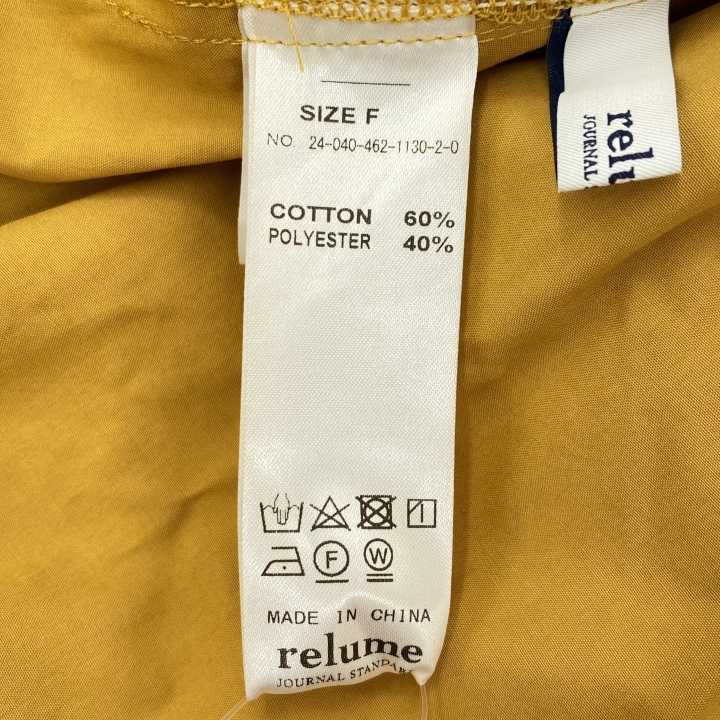 SIZE F
NO. 24-040-462-1130-2-0
COTTON 60%
POLYESTER 40%
F
W
MADE IN CHINA
relume
JOURNAL STANDARD
relu
JOURNAL S